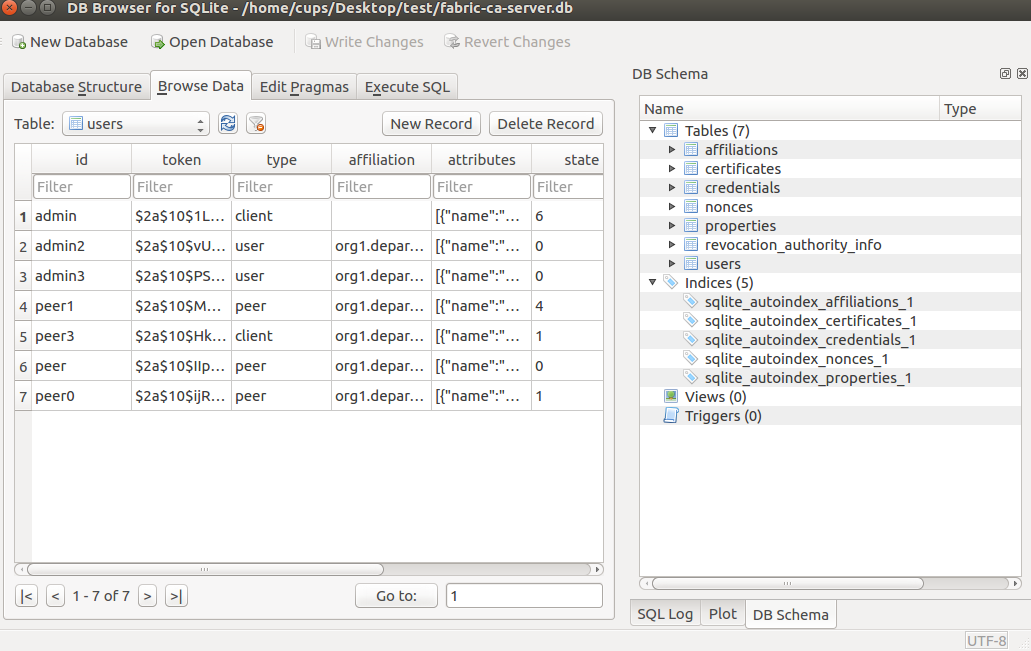 DB Browser for SQLite - /home/cups/Desktop/test/fabric-ca-server.db
New Database Open Database Write Changes Revert Changes
Database Structure Browse Data Edit Pragmas Execute SQL
Table: users New Record Delete Record
id token type affiliation attributes state
Filter Filter Filter Filter Filter Filter
1 admin $2a$10$1L... client [{"name":"... 6
2 admin2 $2a$10$vU... user org1.depar... [{"name":"... 0
3 admin3 $2a$10$PS... user org1.depar... [{"name":"... 0
4 peer1 $2a$10$M... peer org1.depar... [{"name":"... 4
5 peer3 $2a$10$Hk... client org1.depar... [{"name":"... 1
6 peer $2a$10$IIp... peer org1.depar... [{"name":"... 0
7 peer0 $2a$10$ijR... peer org1.depar... [{"name":"... 1
|< < 1 - 7 of 7 > >| Go to: 1
DB Schema
Name Type
Tables (7)
affiliations
certificates
credentials
nonces
properties
revocation_authority_info
users
Indices (5)
sqlite_autoindex_affiliations_1
sqlite_autoindex_certificates_1
sqlite_autoindex_credentials_1
sqlite_autoindex_nonces_1
sqlite_autoindex_properties_1
Views (0)
Triggers (0)
SQL Log Plot DB Schema
UTF-8